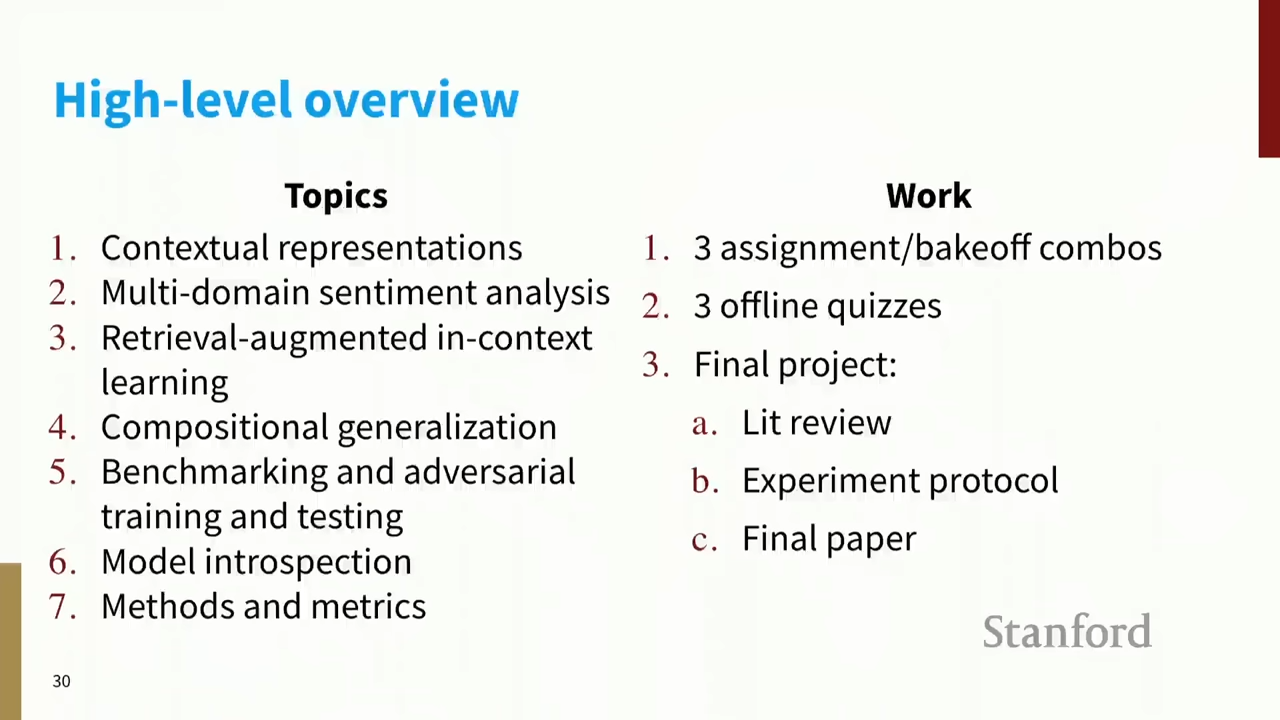 High-level overview
Topics
1. Contextual representations
2. Multi-domain sentiment analysis
3. Retrieval-augmented in-context
learning
4. Compositional generalization
5. Benchmarking and adversarial
training and testing
6. Model introspection
7. Methods and metrics
Work
1. 3 assignment/bakeoff combos
2. 3 offline quizzes
3. Final project:
a. Lit review
b. Experiment protocol
c. Final paper
Stanford
30